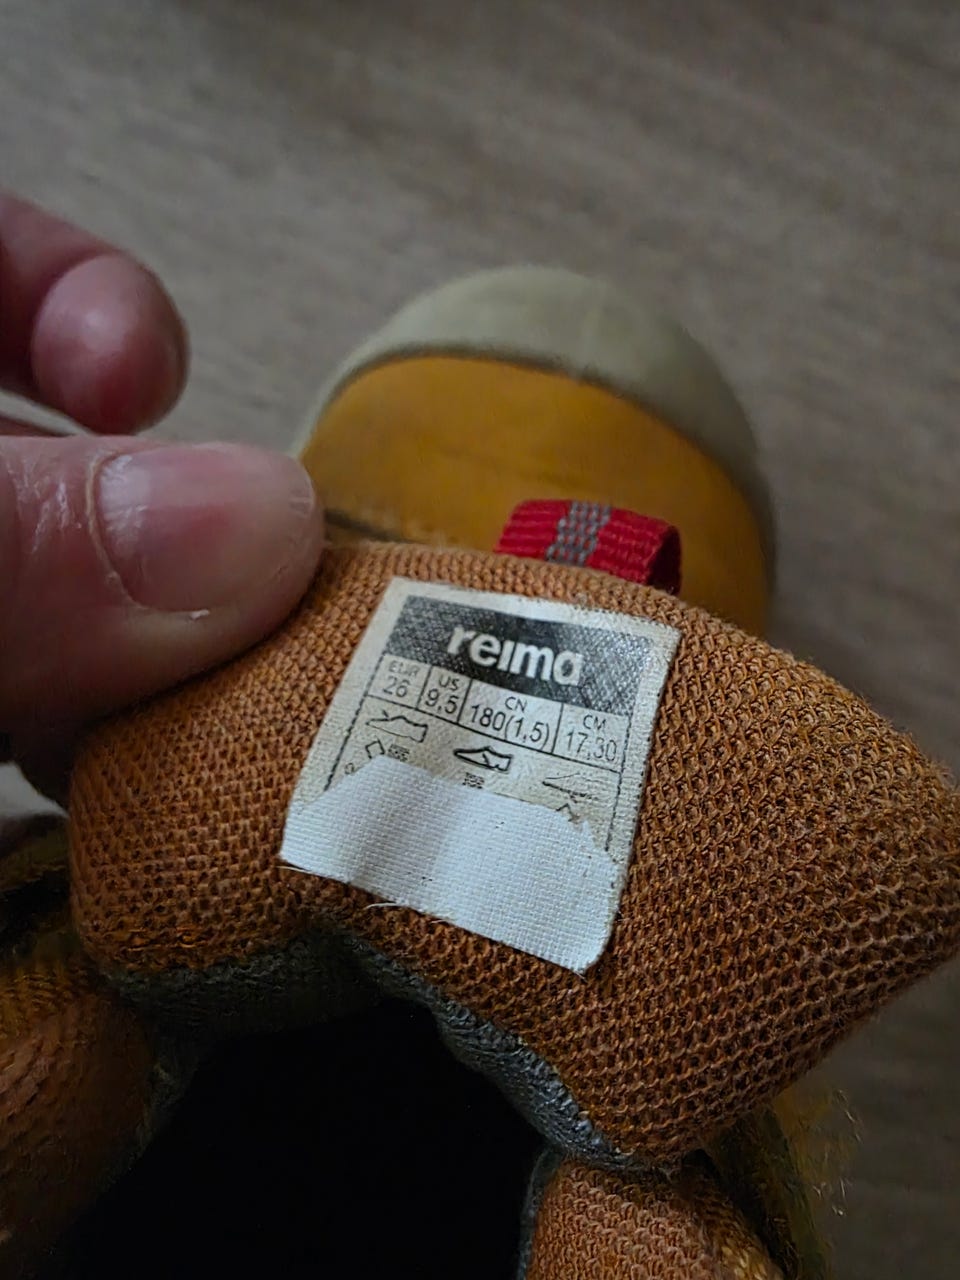 reima
EUR US CN CM
26 9,5 180(1,5) 17,30